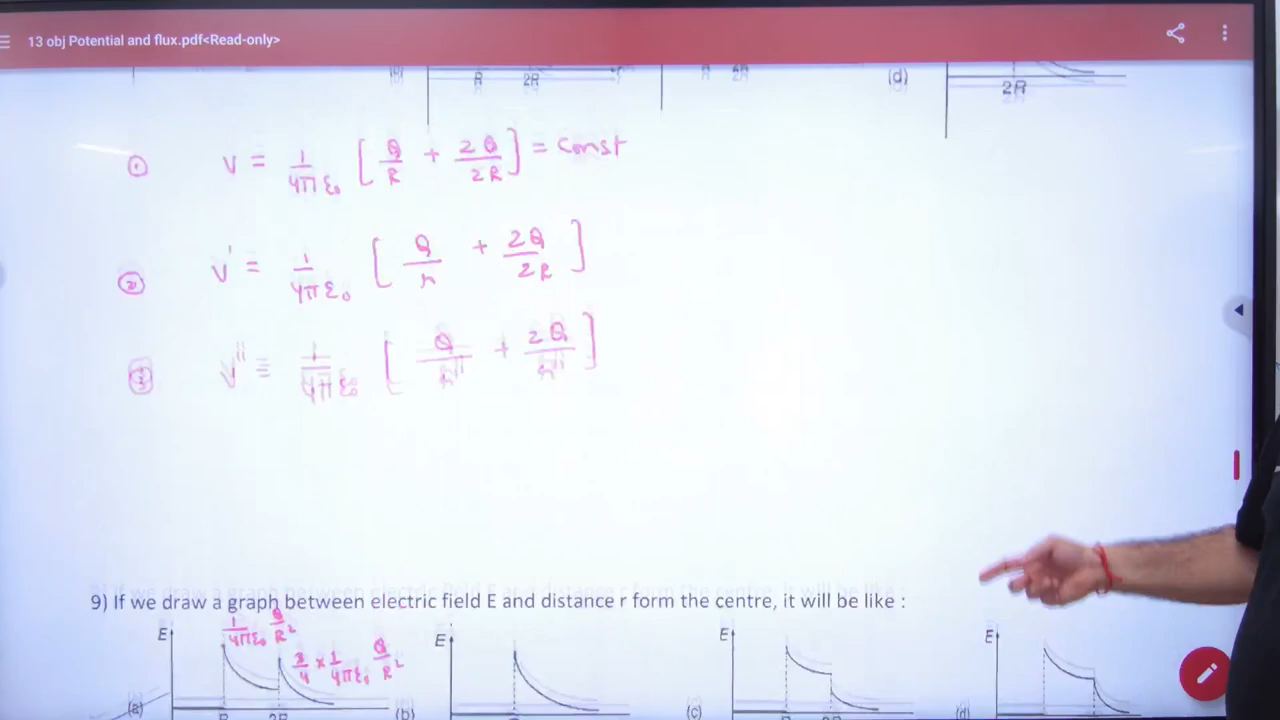 13 obj Potential and flux.pdf<Read-only>
R 2R
(d)
2R
① V = 1/4πε₀ [Q/R + 2Q/2R] = Const
② V' = 1/4πε₀ [Q/r + 2Q/2R]
③ V'' = 1/4πε₀ [Q/r'' + 2Q/r'']
9) If we draw a graph between electric field E and distance r form the centre, it will be like :
E 1/4πε₀ Q/R² E E E
3/4 × 1/4πε₀ Q/R²
(a) R 2R (b) (c) (d)